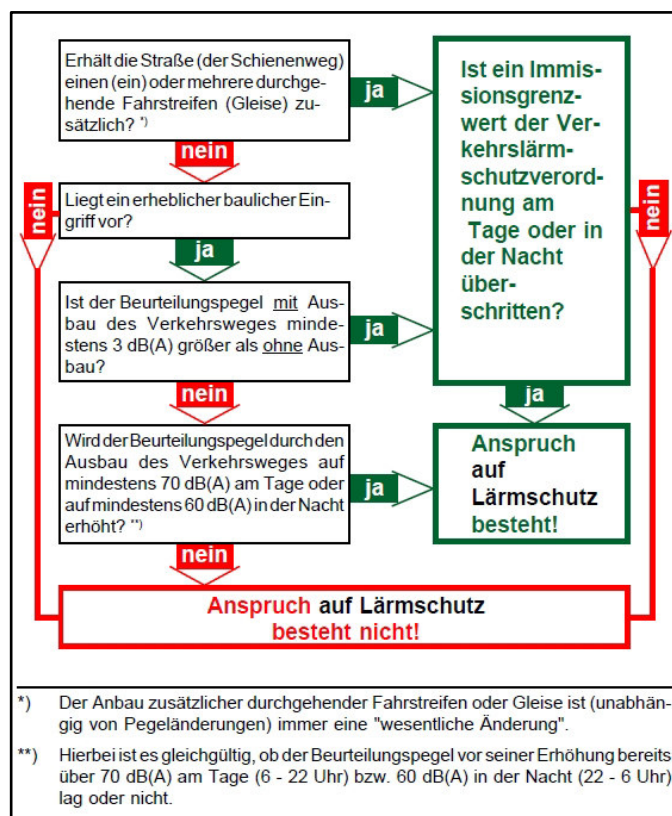 Erhält die Straße (der Schienenweg)
einen (ein) oder mehrere durchge-
hende Fahrstreifen (Gleise) zu-
sätzlich? *)
ja
nein
Ist ein Immis-
sionsgrenz-
wert der Ver-
kehrslärm-
schutzverord-
nung am
Tage oder in
der Nacht
über-
schritten?
nein
Liegt ein erheblicher baulicher Ein-
griff vor?
nein
ja
Ist der Beurteilungspegel mit Aus-
bau des Verkehrsweges minde-
stens 3 dB(A) größer als ohne Aus-
bau?
ja
nein
ja
Wird der Beurteilungspegel durch den
Ausbau des Verkehrsweges auf
mindestens 70 dB(A) am Tage oder
auf mindestens 60 dB(A) in der Nacht
erhöht? **)
ja
Anspruch
auf
Lärmschutz
besteht!
nein
Anspruch auf Lärmschutz
besteht nicht!
*) Der Anbau zusätzlicher durchgehender Fahrstreifen oder Gleise ist (unabhän-
gig von Pegeländerungen) immer eine "wesentliche Änderung".
**) Hierbei ist es gleichgültig, ob der Beurteilungspegel vor seiner Erhöhung bereits
über 70 dB(A) am Tage (6 - 22 Uhr) bzw. 60 dB(A) in der Nacht (22 - 6 Uhr)
lag oder nicht.